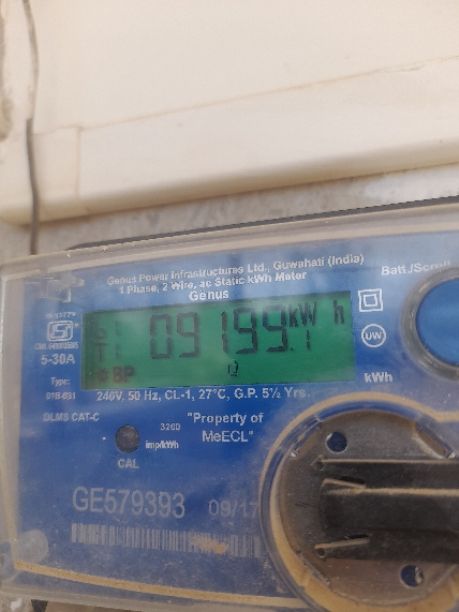 Genus Power Infrastructures Ltd., Guwahati (India)
1 Phase, 2 Wire, ac Static kWh Meter
Genus
Batt./Scroll
09199.1 kW h
BP
5-30A
UW
kWh
Type:
240V, 50 Hz, CL-1, 27°C, G.P. 5½ Yrs.
DLMS CAT-C
3200
imp/kWh
"Property of
MeECL"
CAL
GE579393 09/17